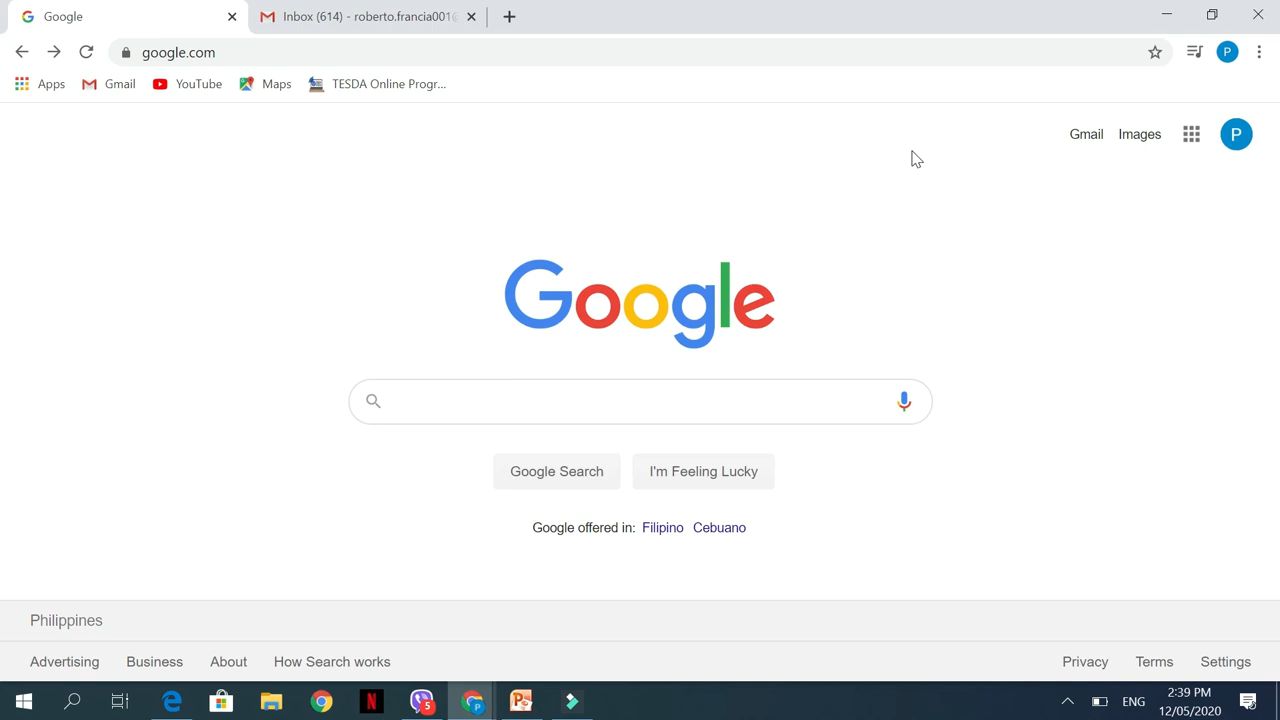 Google
Inbox (614) - roberto.francia001@
google.com
P
Apps
Gmail
YouTube
Maps
TESDA Online Progr...
Gmail
Images
P
Google
Google Search
I'm Feeling Lucky
Google offered in: Filipino Cebuano
Philippines
Advertising
Business
About
How Search works
Privacy
Terms
Settings
N
5
P
P
ENG
2:39 PM
12/05/2020